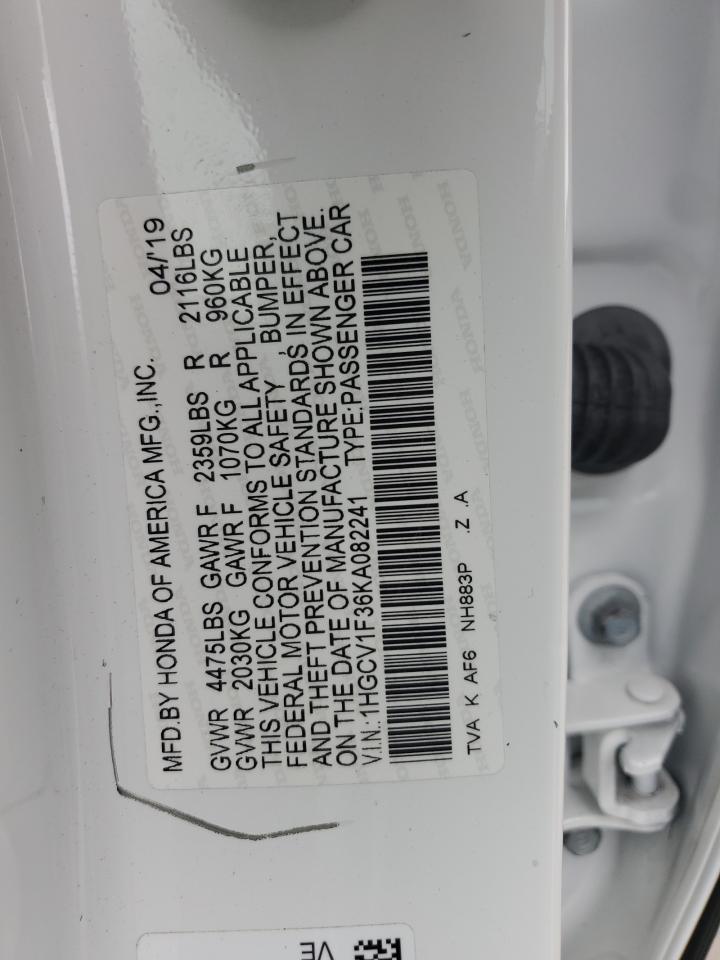 MFD.BY HONDA OF AMERICA MFG.,INC. 04/'19
GVWR 4475LBS GAWR F 2359LBS R 2116LBS
GVWR 2030KG GAWR F 1070KG R 960KG
THIS VEHICLE CONFORMS TO ALL APPLICABLE
FEDERAL MOTOR VEHICLE SAFETY , BUMPER,
AND THEFT PREVENTION STANDARDS IN EFFECT
ON THE DATE OF MANUFACTURE SHOWN ABOVE.
V.I.N.:1HGCV1F36KA082241 TYPE:PASSENGER CAR
TVA K AF6 NH883P .Z .A